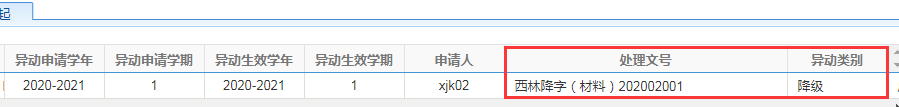 起
异动申请学年 异动申请学期 异动生效学年 异动生效学期 申请人 处理文号 异动类别
2020-2021 1 2020-2021 1 xjk02 西林降字（材料）202002001 降级